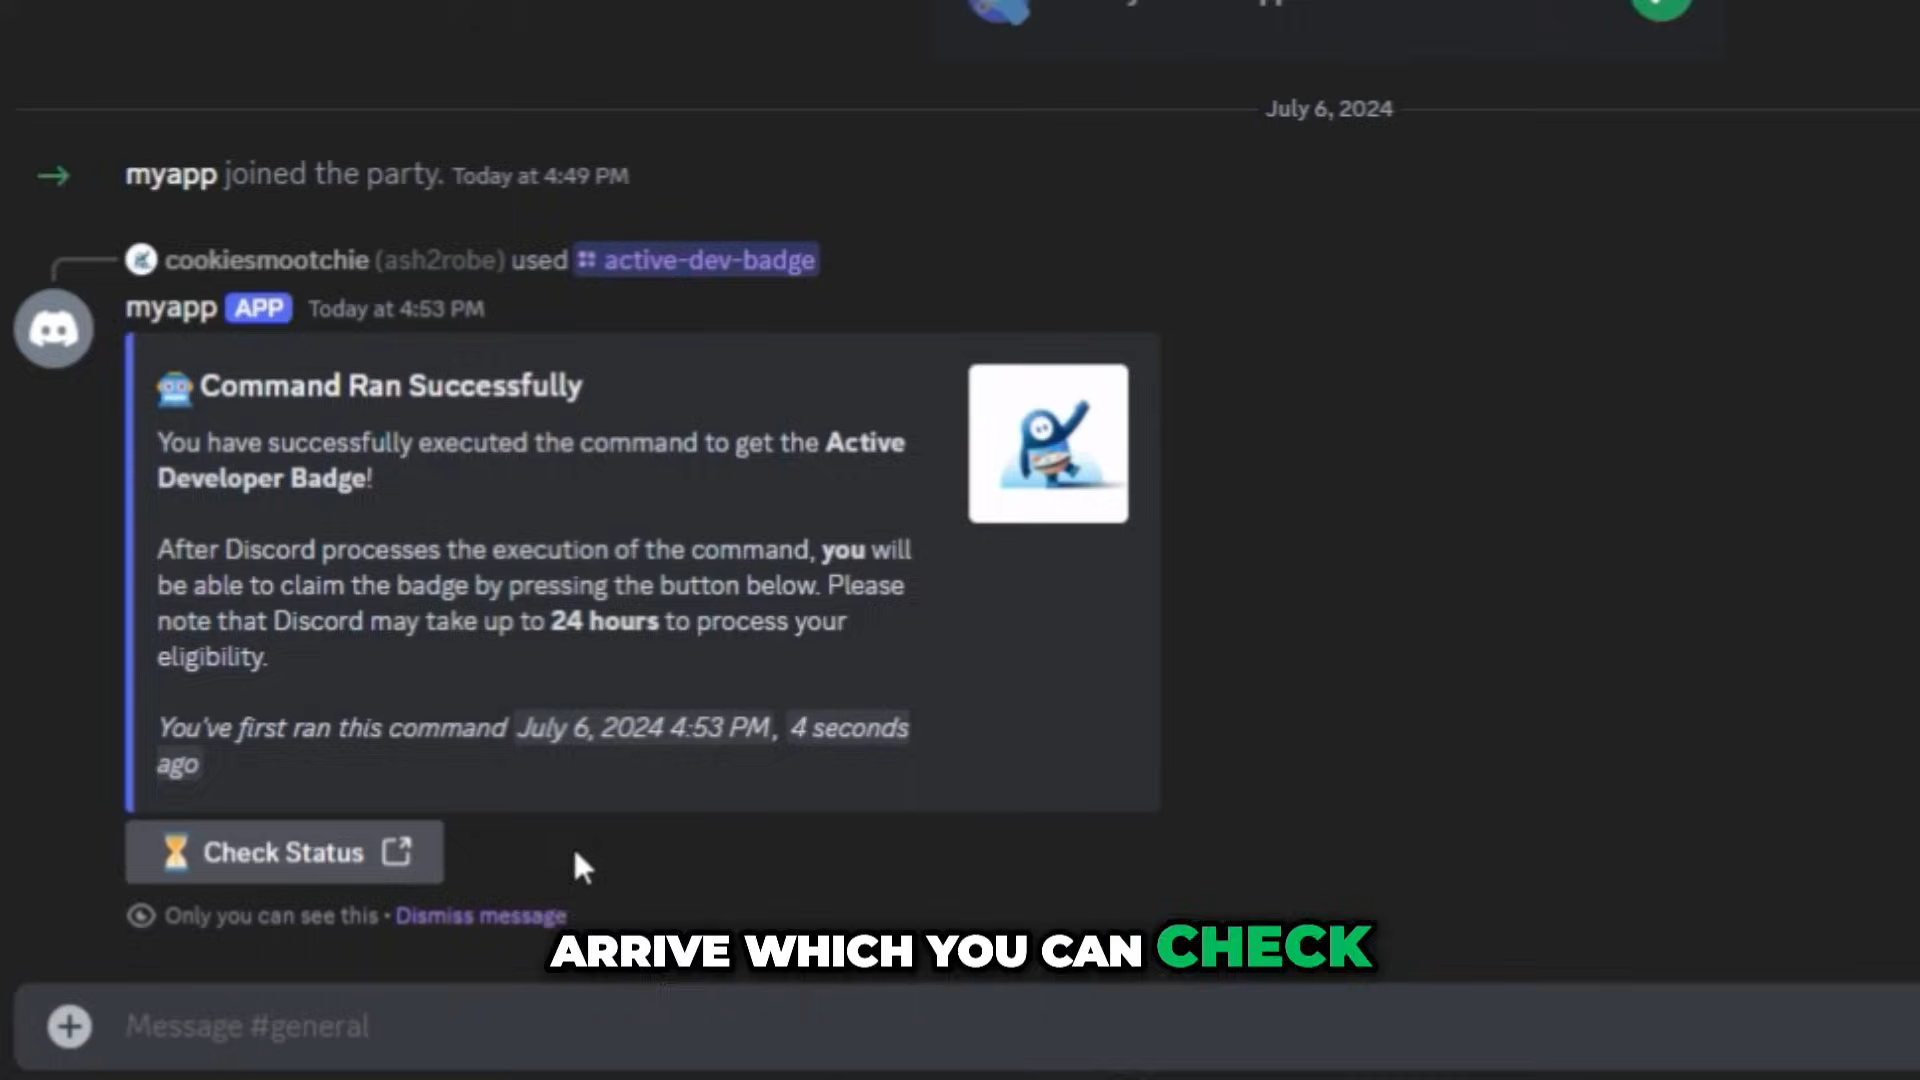 July 6, 2024
myapp joined the party. Today at 4:49 PM
cookiesmootchie (ash2robe) used active-dev-badge
myapp APP Today at 4:53 PM
Command Ran Successfully
You have successfully executed the command to get the Active
Developer Badge!
After Discord processes the execution of the command, you will
be able to claim the badge by pressing the button below. Please
note that Discord may take up to 24 hours to process your
eligibility.
You've first ran this command July 6, 2024 4:53 PM, 4 seconds
ago
Check Status
Only you can see this • Dismiss message
ARRIVE WHICH YOU CAN CHECK
Message #general